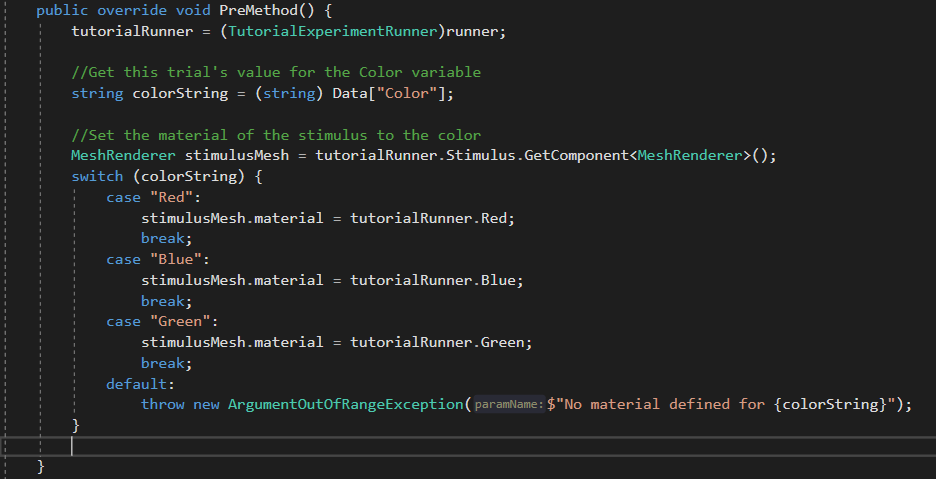 public override void PreMethod() {
tutorialRunner = (TutorialExperimentRunner)runner;
//Get this trial's value for the Color variable
string colorString = (string) Data["Color"];
//Set the material of the stimulus to the color
MeshRenderer stimulusMesh = tutorialRunner.Stimulus.GetComponent<MeshRenderer>();
switch (colorString) {
case "Red":
stimulusMesh.material = tutorialRunner.Red;
break;
case "Blue":
stimulusMesh.material = tutorialRunner.Blue;
break;
case "Green":
stimulusMesh.material = tutorialRunner.Green;
break;
default:
throw new ArgumentOutOfRangeException(paramName:$"No material defined for {colorString}");
}
}